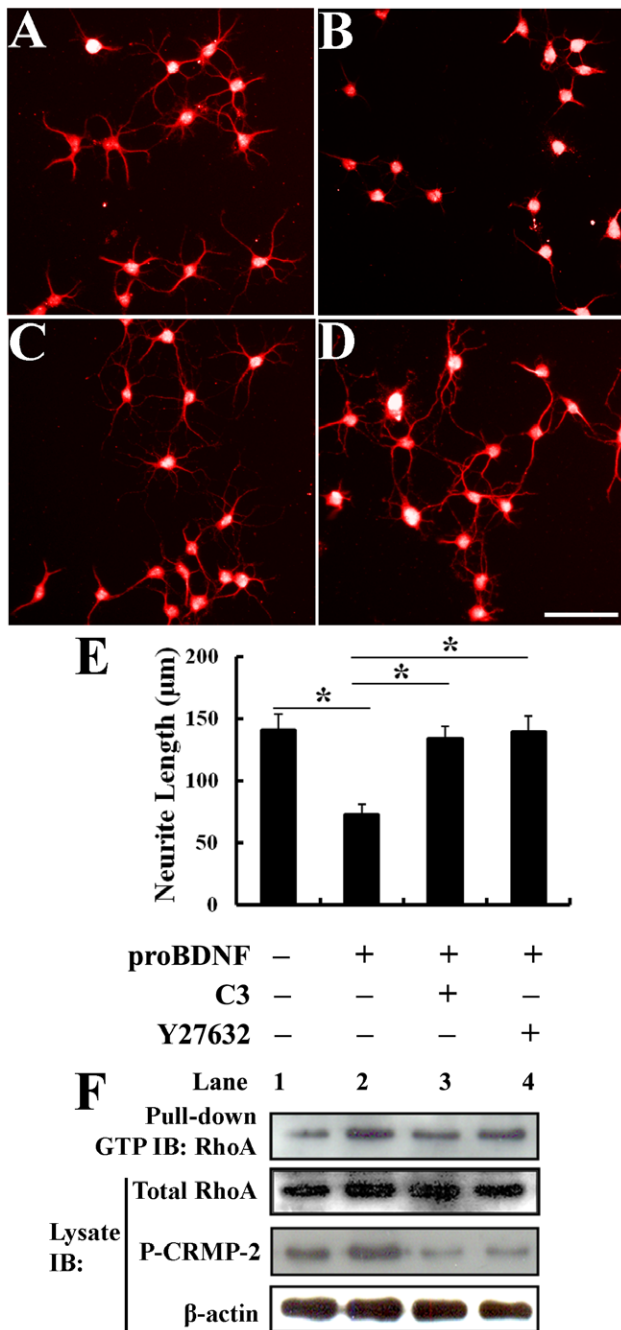 A B
C D
E
200
150
100
50
0
Neurite Length (μm)
* * *
proBDNF – + + +
C3 – – + –
Y27632 – – – +
Lane 1 2 3 4
F
Pull-down
GTP IB: RhoA
Total RhoA
Lysate
IB:
P-CRMP-2
β-actin